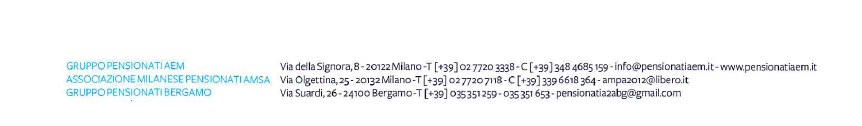 GRUPPO PENSIONATI AEM Via della Signora, 8 - 20122 Milano - T [+39] 02 7720 3338 - C [+39] 348 4685 159 - info@pensionatiaem.it - www.pensionatiaem.it
ASSOCIAZIONE MILANESE PENSIONATI AMSA Via Olgettina, 25 - 20132 Milano - T [+39] 02 7720 7118 - C [+39] 339 6618 364 - ampa2012@libero.it
GRUPPO PENSIONATI BERGAMO Via Suardi, 26 - 24100 Bergamo - T [+39] 035 351 259 - 035 351 653 - pensionatia2abg@gmail.com